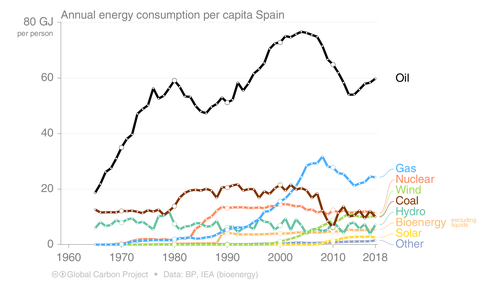 Annual energy consumption per capita Spain
80 GJ
per person
60
40
20
0
Oil
Gas
Nuclear
Wind
Coal
Hydro
Bioenergy excluding liquids
Solar
Other
1960 1970 1980 1990 2000 2010 2018
Global Carbon Project • Data: BP, IEA (bioenergy)